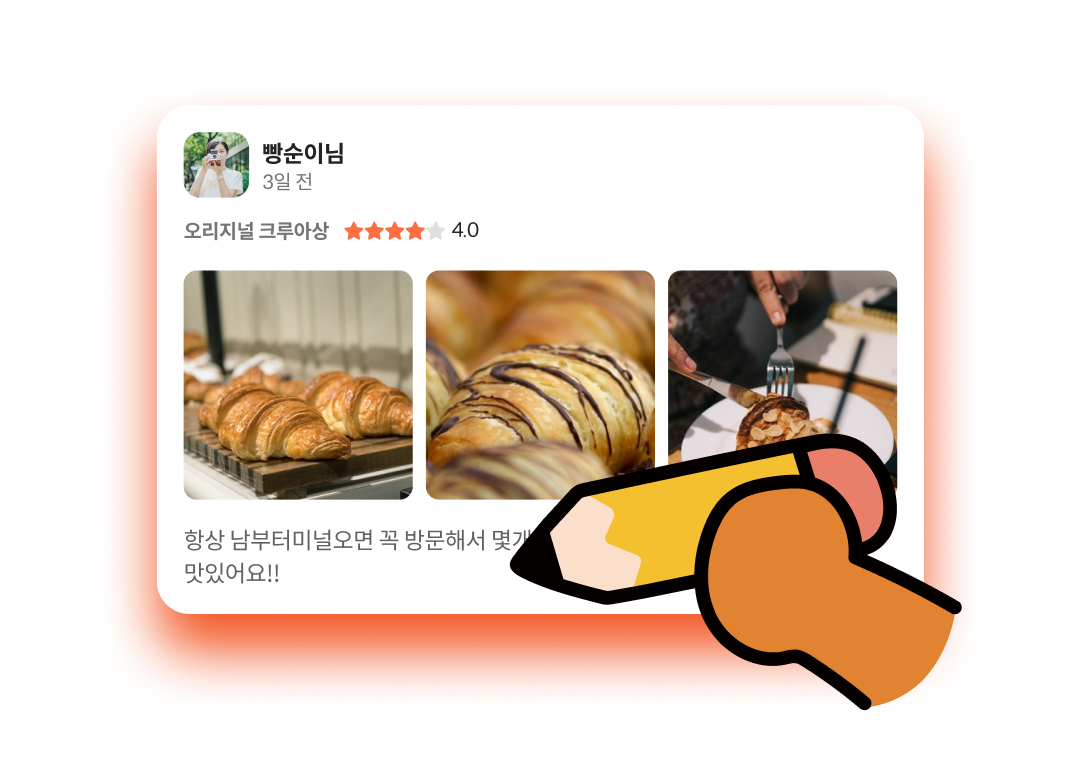 빵순이님
3일 전
오리지널 크루아상 4.0
항상 남부터미널오면 꼭 방문해서 몇개
맛있어요!!